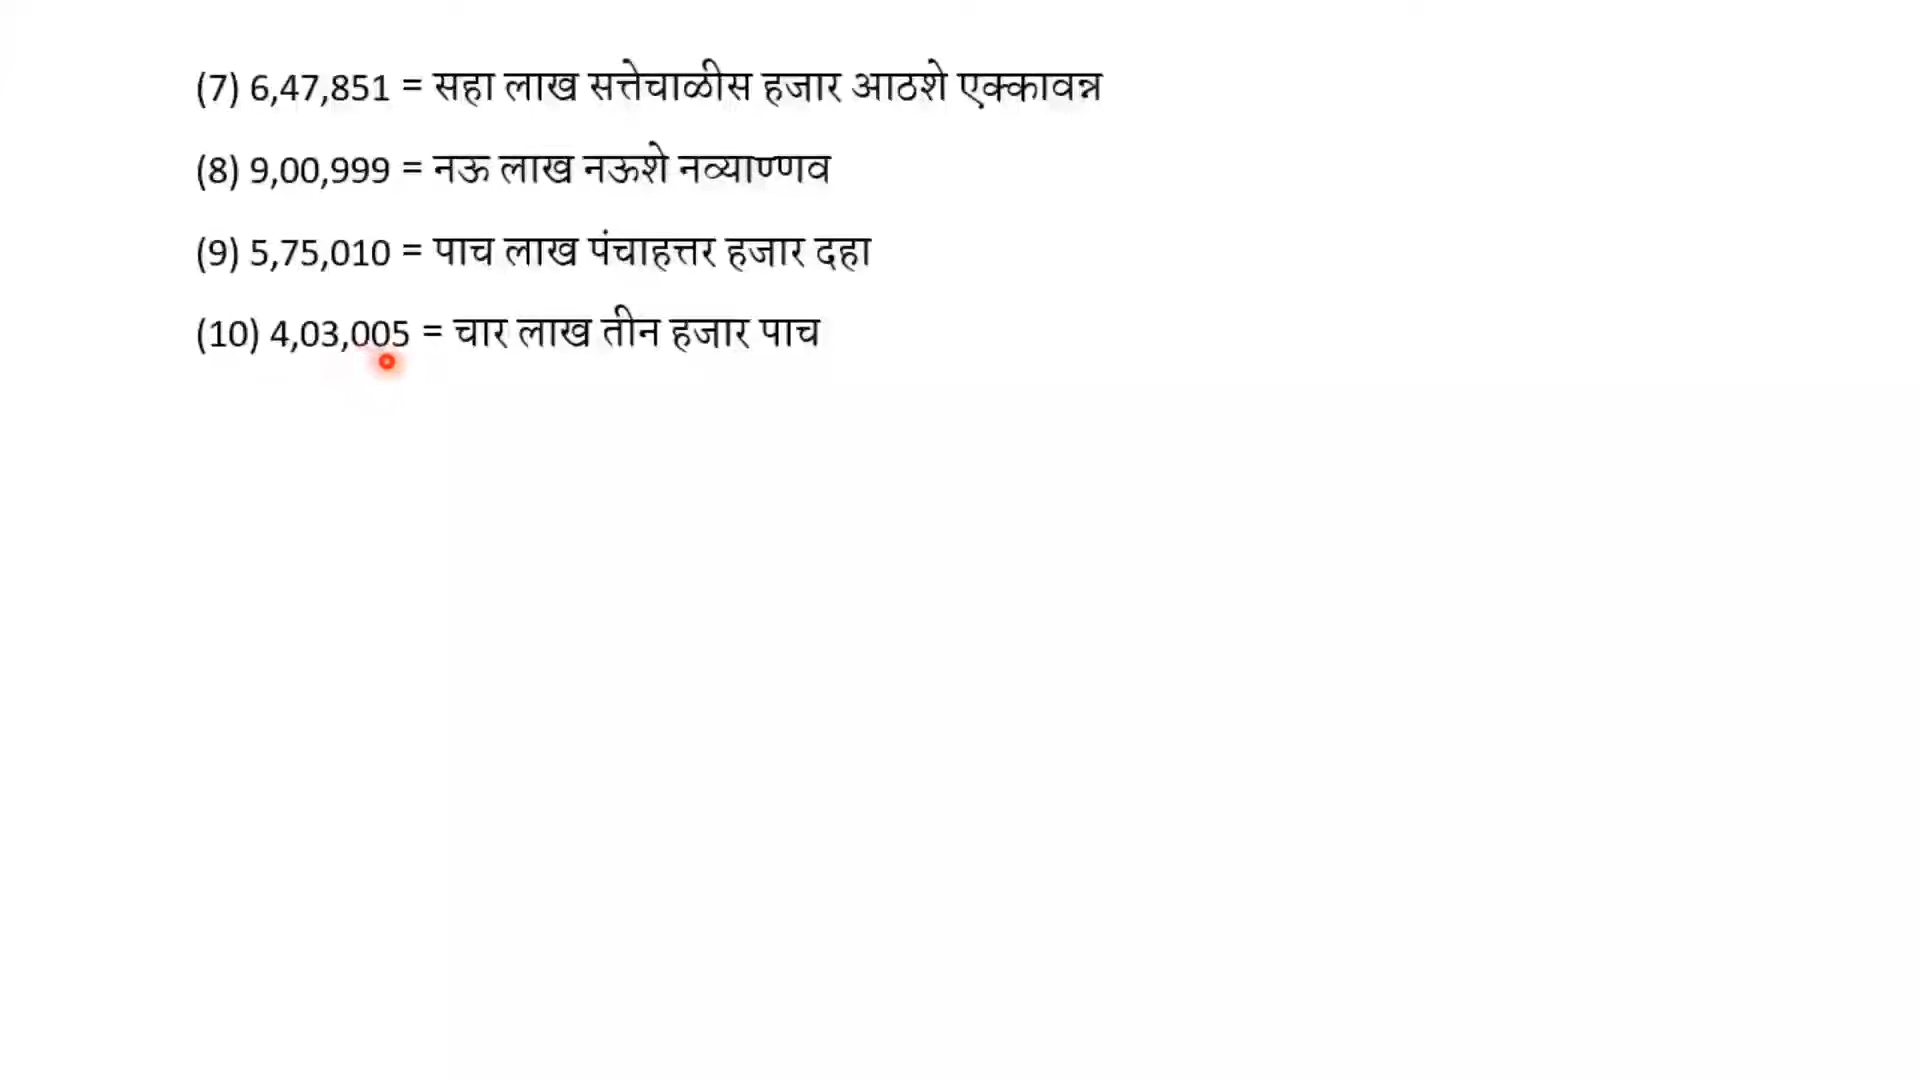 (7) 6,47,851 = सहा लाख सत्तेचाळीस हजार आठशे एक्कावन्न
(8) 9,00,999 = नऊ लाख नऊशे नव्याण्णव
(9) 5,75,010 = पाच लाख पंचाहत्तर हजार दहा
(10) 4,03,005 = चार लाख तीन हजार पाच